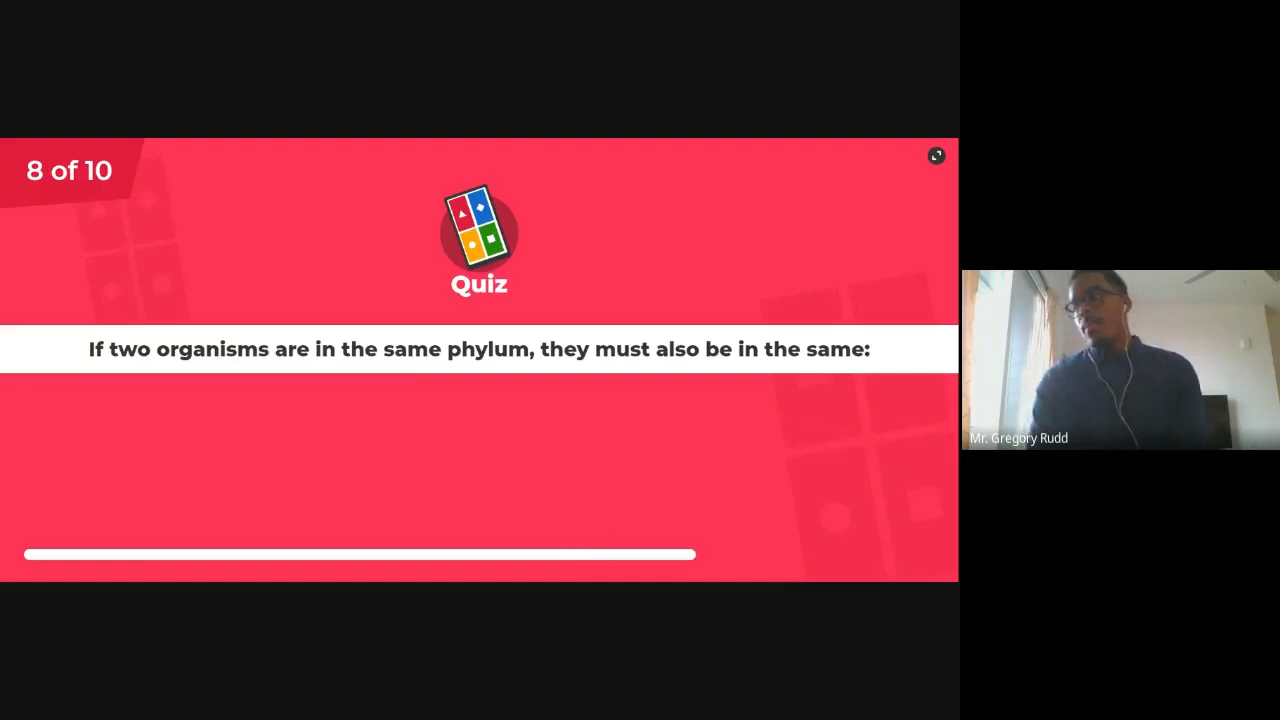 8 of 10
Quiz
If two organisms are in the same phylum, they must also be in the same:
Mr. Gregory Rudd